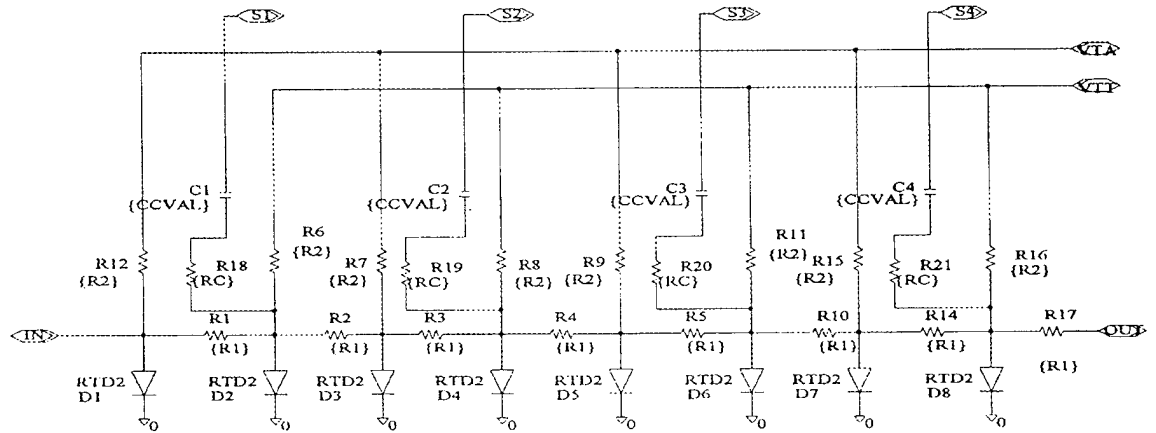 S1 S2 S3 S4
VTA
VTT
C1 C2 C3 C4
{CCVAL} {CCVAL} {CCVAL} {CCVAL}
R12 R18 R6 R7 R19 R8 R9 R20 R11 R15 R21 R16
{R2} {RC} {R2} {R2} {RC} {R2} {R2} {RC} {R2} {R2} {RC} {R2}
IN R1 R2 R3 R4 R5 R10 R14 R17 OUT
{R1} {R1} {R1} {R1} {R1} {R1} {R1} {R1}
RTD2 RTD2 RTD2 RTD2 RTD2 RTD2 RTD2 RTD2
D1 D2 D3 D4 D5 D6 D7 D8
0 0 0 0 0 0 0 0